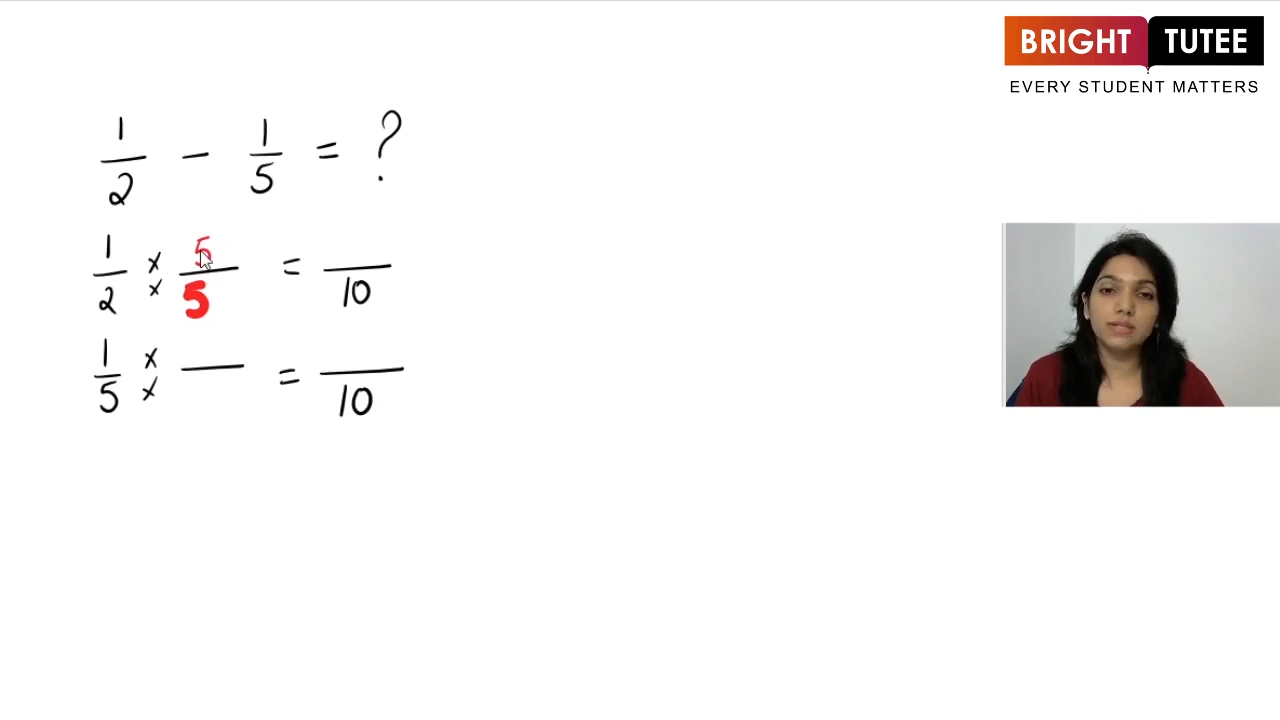 BRIGHT TUTEE
EVERY STUDENT MATTERS
1/2 - 1/5 = ?
1/2 × 5/5 = /10
1/5 × / = /10